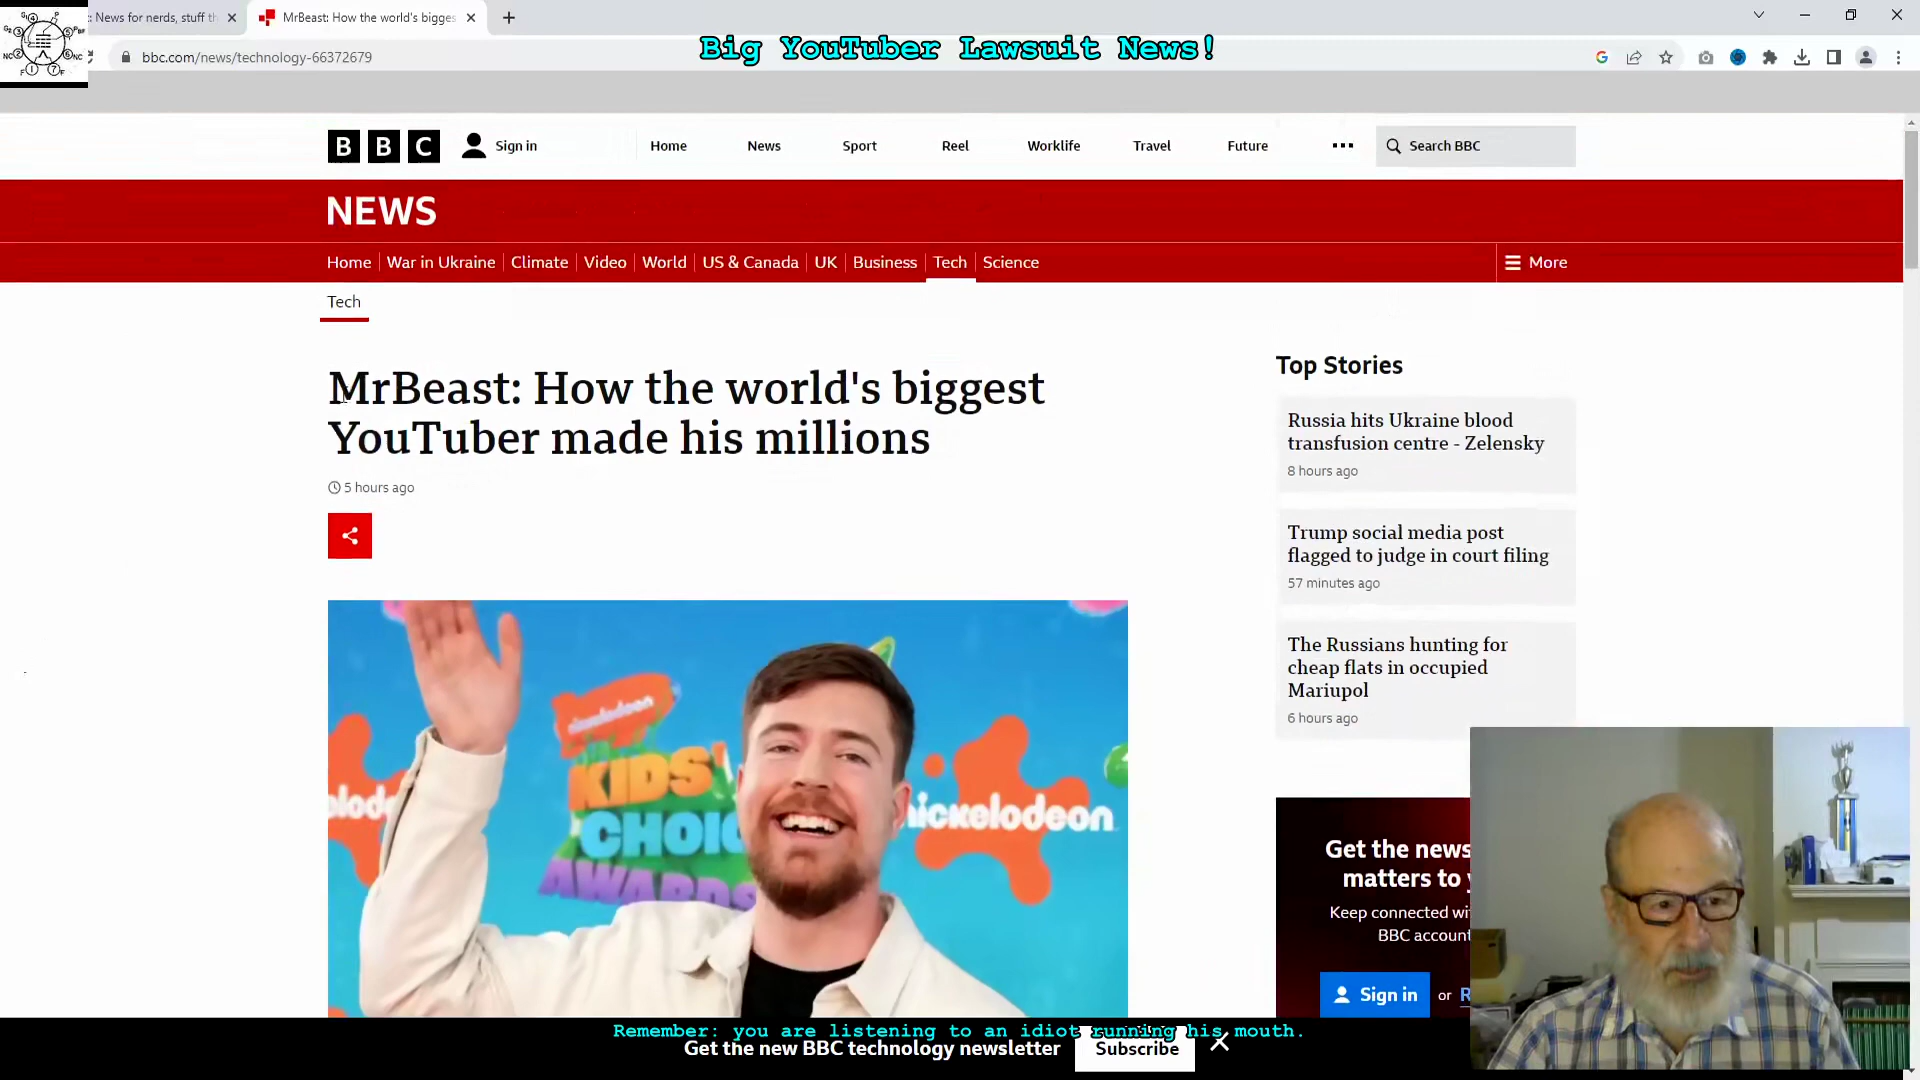 : News for nerds, stuff th
MrBeast: How the world's bigges
bbc.com/news/technology-66372679
Big YouTuber Lawsuit News!
BBC
Sign in
Home
News
Sport
Reel
Worklife
Travel
Future
Search BBC
NEWS
Home
War in Ukraine
Climate
Video
World
US & Canada
UK
Business
Tech
Science
More
Tech
MrBeast: How the world's biggest
YouTuber made his millions
5 hours ago
Top Stories
Russia hits Ukraine blood
transfusion centre - Zelensky
8 hours ago
Trump social media post
flagged to judge in court filing
57 minutes ago
The Russians hunting for
cheap flats in occupied
Mariupol
6 hours ago
nickelodeon
KIDS'
CHOIC
AWARDS
elode
nickelodeon
Get the news
matters to y
Keep connected wi
BBC account
Sign in
or
R
Remember: you are listening to an idiot running his mouth.
Get the new BBC technology newsletter
Subscribe